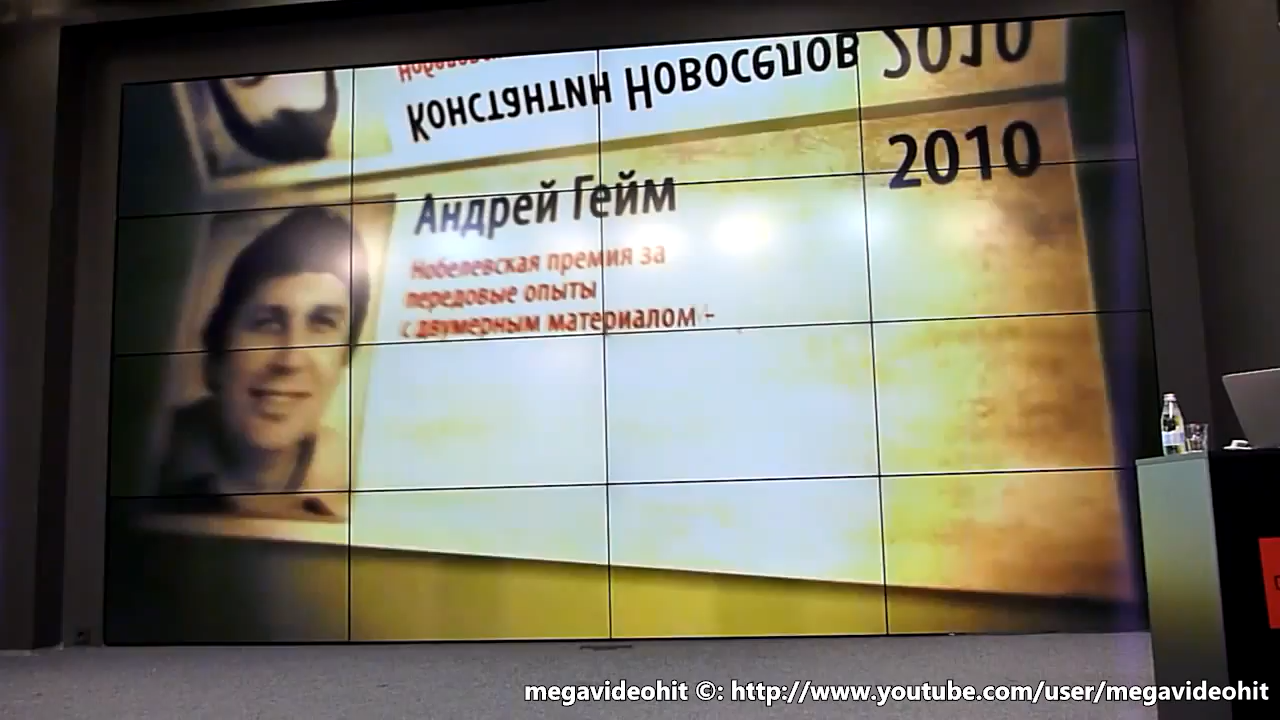 Константин Новоселов 2010
Андрей Гейм 2010
Нобелевская премия за
передовые опыты
с двумерным материалом -
megavideohit ©: http://www.youtube.com/user/megavideohit